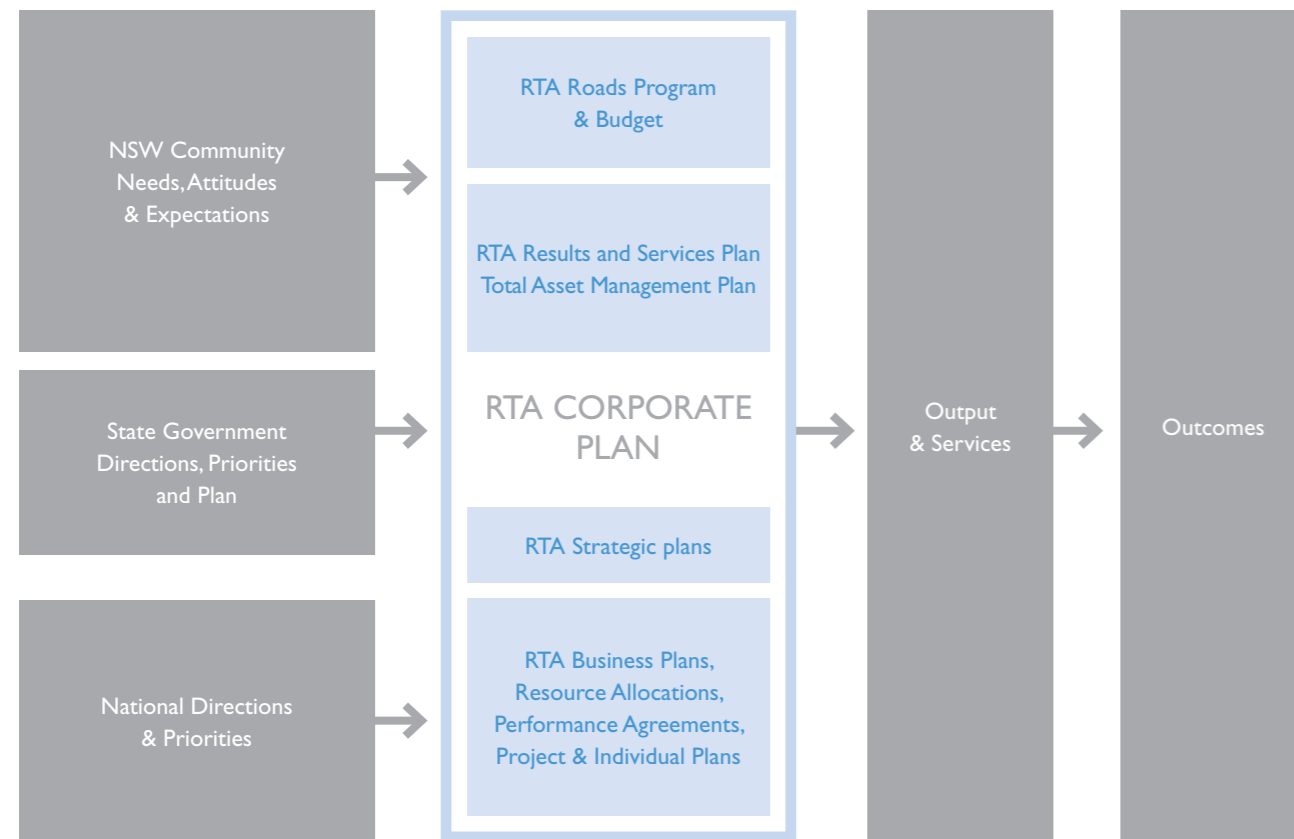 NSW Community
Needs, Attitudes
& Expectations
State Government
Directions, Priorities
and Plan
National Directions
& Priorities
RTA Roads Program
& Budget
RTA Results and Services Plan
Total Asset Management Plan
RTA CORPORATE
PLAN
RTA Strategic plans
RTA Business Plans,
Resource Allocations,
Performance Agreements,
Project & Individual Plans
Output
& Services
Outcomes